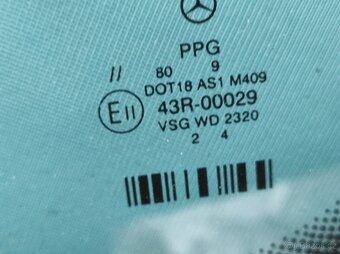 PPG
// 80 9
DOT18 AS1 M409
E11 43R-00029
VSG WD 2320
2 4